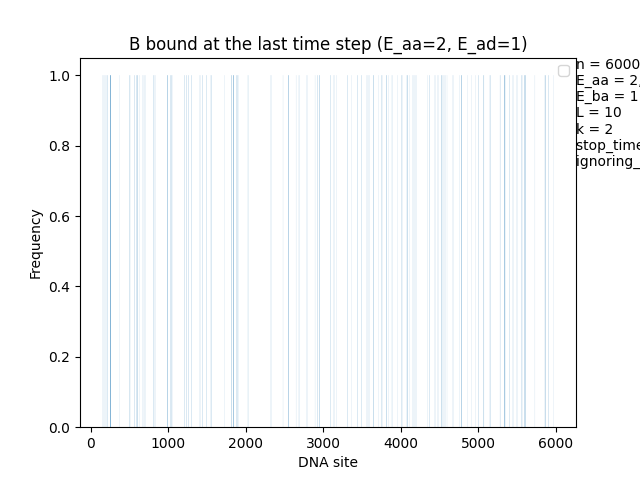 B bound at the last time step (E_aa=2, E_ad=1)
n = 6000
E_aa = 2,
E_ba = 1
L = 10
k = 2
stop_time
ignoring_
1.0
0.8
0.6
0.4
0.2
0.0
Frequency
0 1000 2000 3000 4000 5000 6000
DNA site